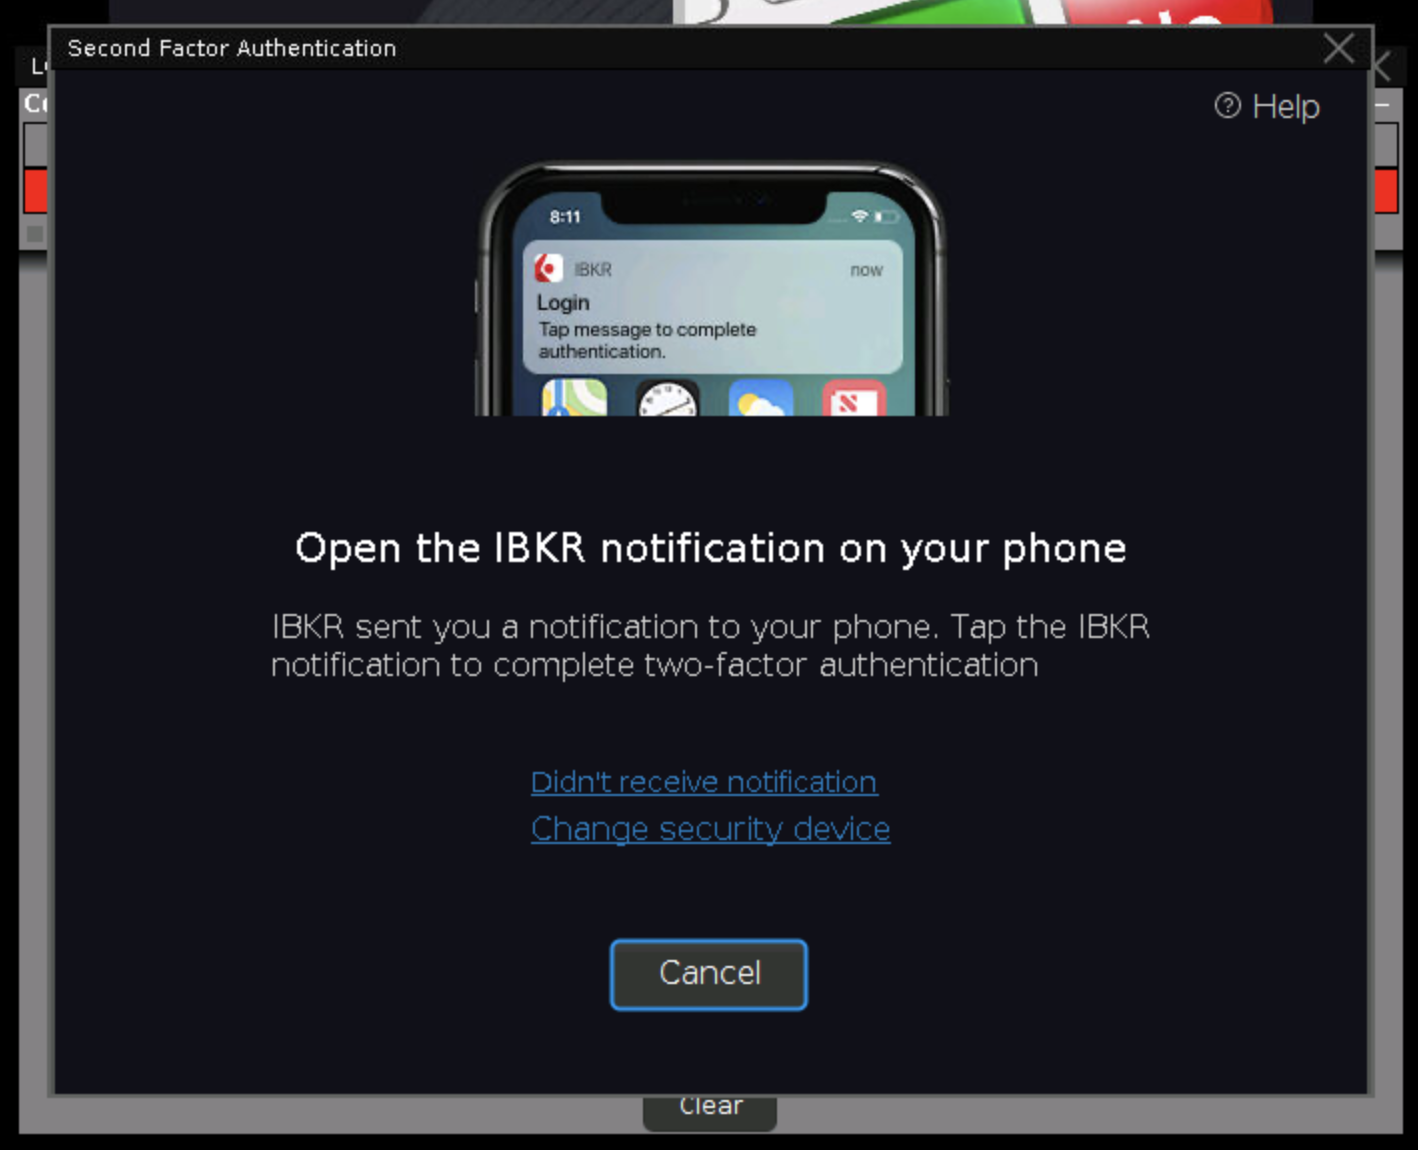 Second Factor Authentication
Help
8:11
IBKR
now
Login
Tap message to complete
authentication.
Open the IBKR notification on your phone
IBKR sent you a notification to your phone. Tap the IBKR
notification to complete two-factor authentication
Didn't receive notification
Change security device
Cancel
Clear